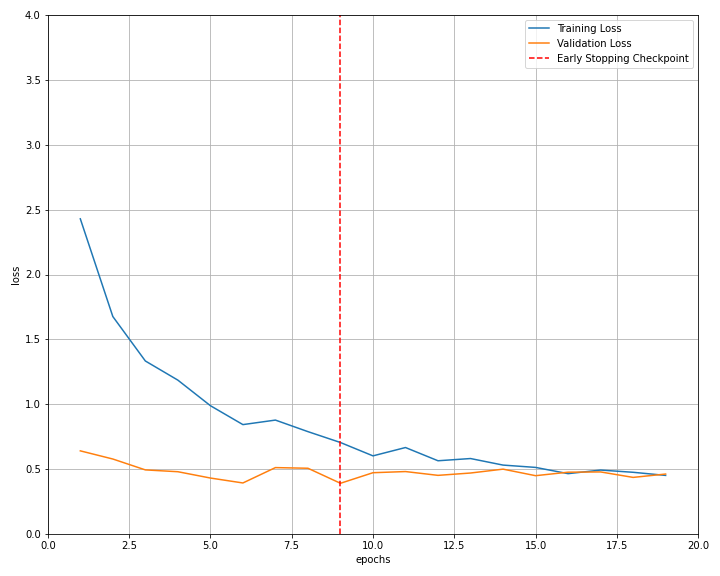 Training Loss
Validation Loss
Early Stopping Checkpoint
4.0
3.5
3.0
2.5
2.0
1.5
1.0
0.5
0.0
loss
0.0 2.5 5.0 7.5 10.0 12.5 15.0 17.5 20.0
epochs